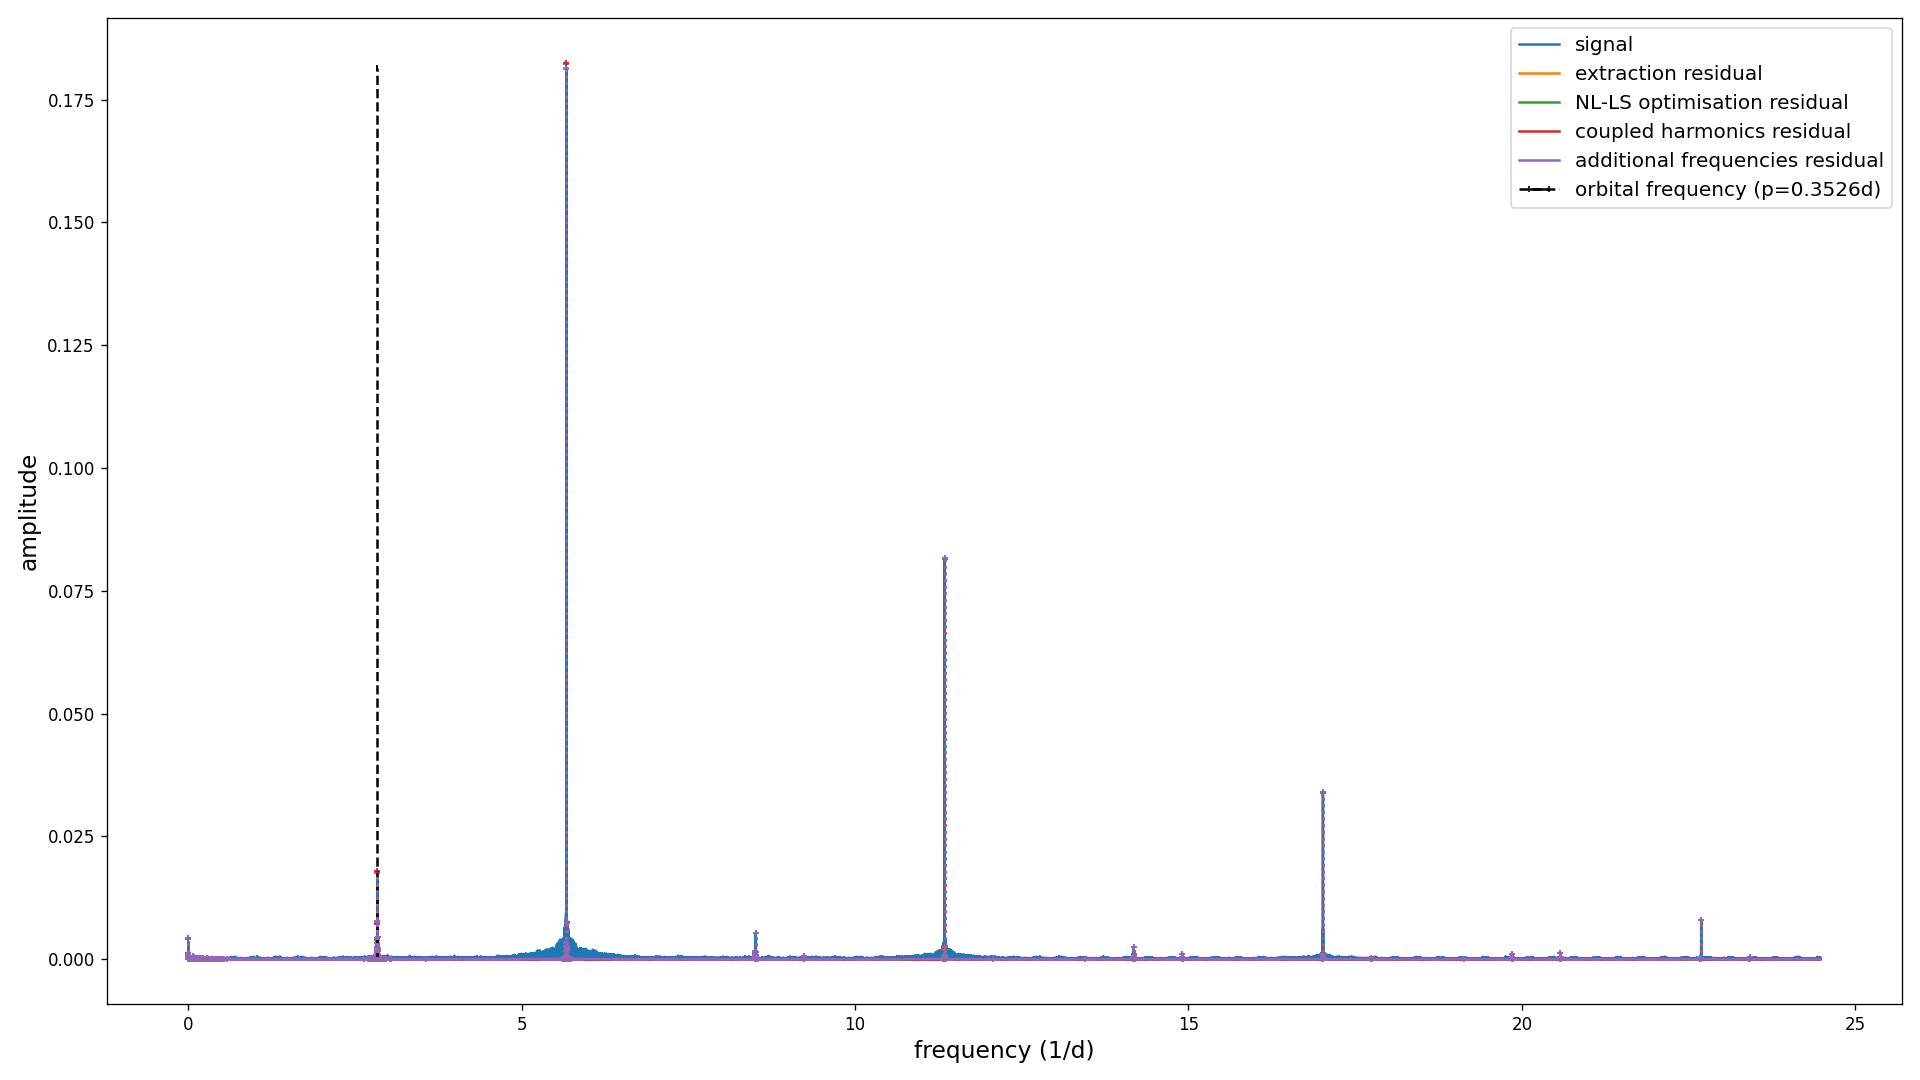 signal
extraction residual
NL-LS optimisation residual
coupled harmonics residual
additional frequencies residual
orbital frequency (p=0.3526d)
amplitude
0.175
0.150
0.125
0.100
0.075
0.050
0.025
0.000
0 5 10 15 20 25
frequency (1/d)